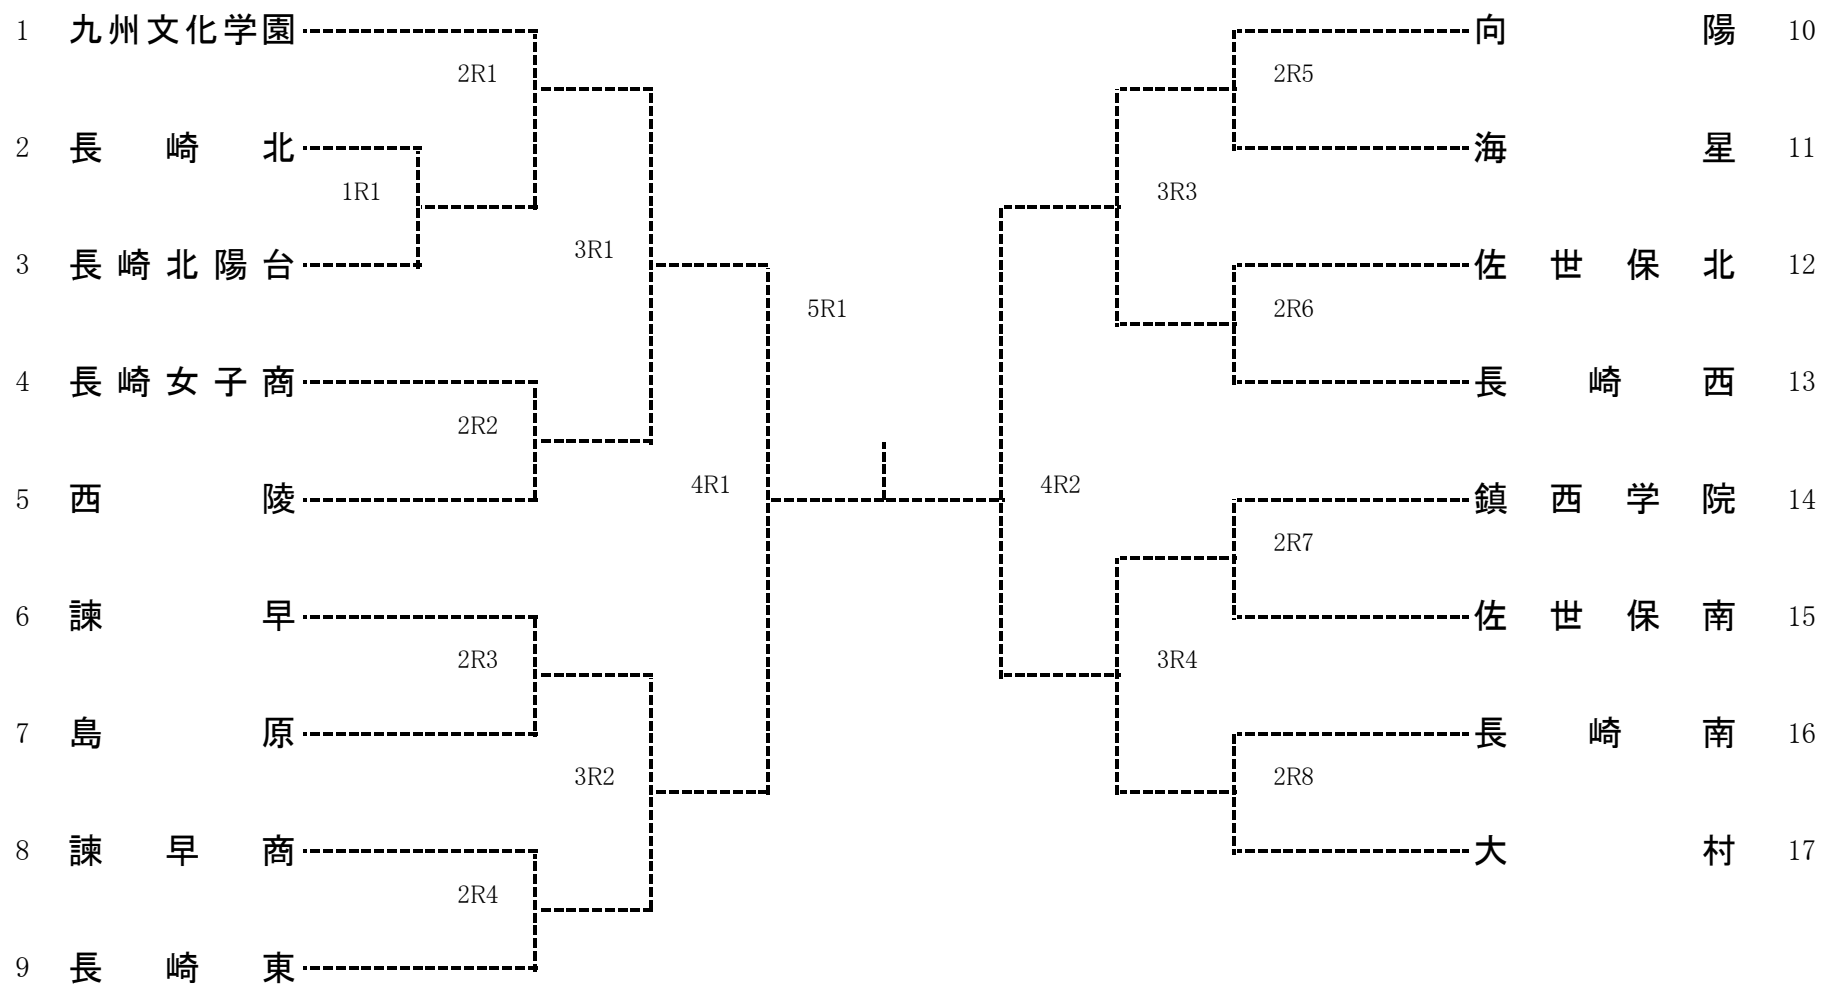 1 九州文化学園
2R1
2 長崎北
1R1
3 長崎北陽台
3R1
4 長崎女子商
2R2
5 西陵
4R1
6 諫早
2R3
7 島原
3R2
8 諫早商
2R4
9 長崎東
5R1
向陽 10
2R5
海星 11
3R3
佐世保北 12
2R6
長崎西 13
4R2
鎮西学院 14
2R7
佐世保南 15
3R4
長崎南 16
2R8
大村 17